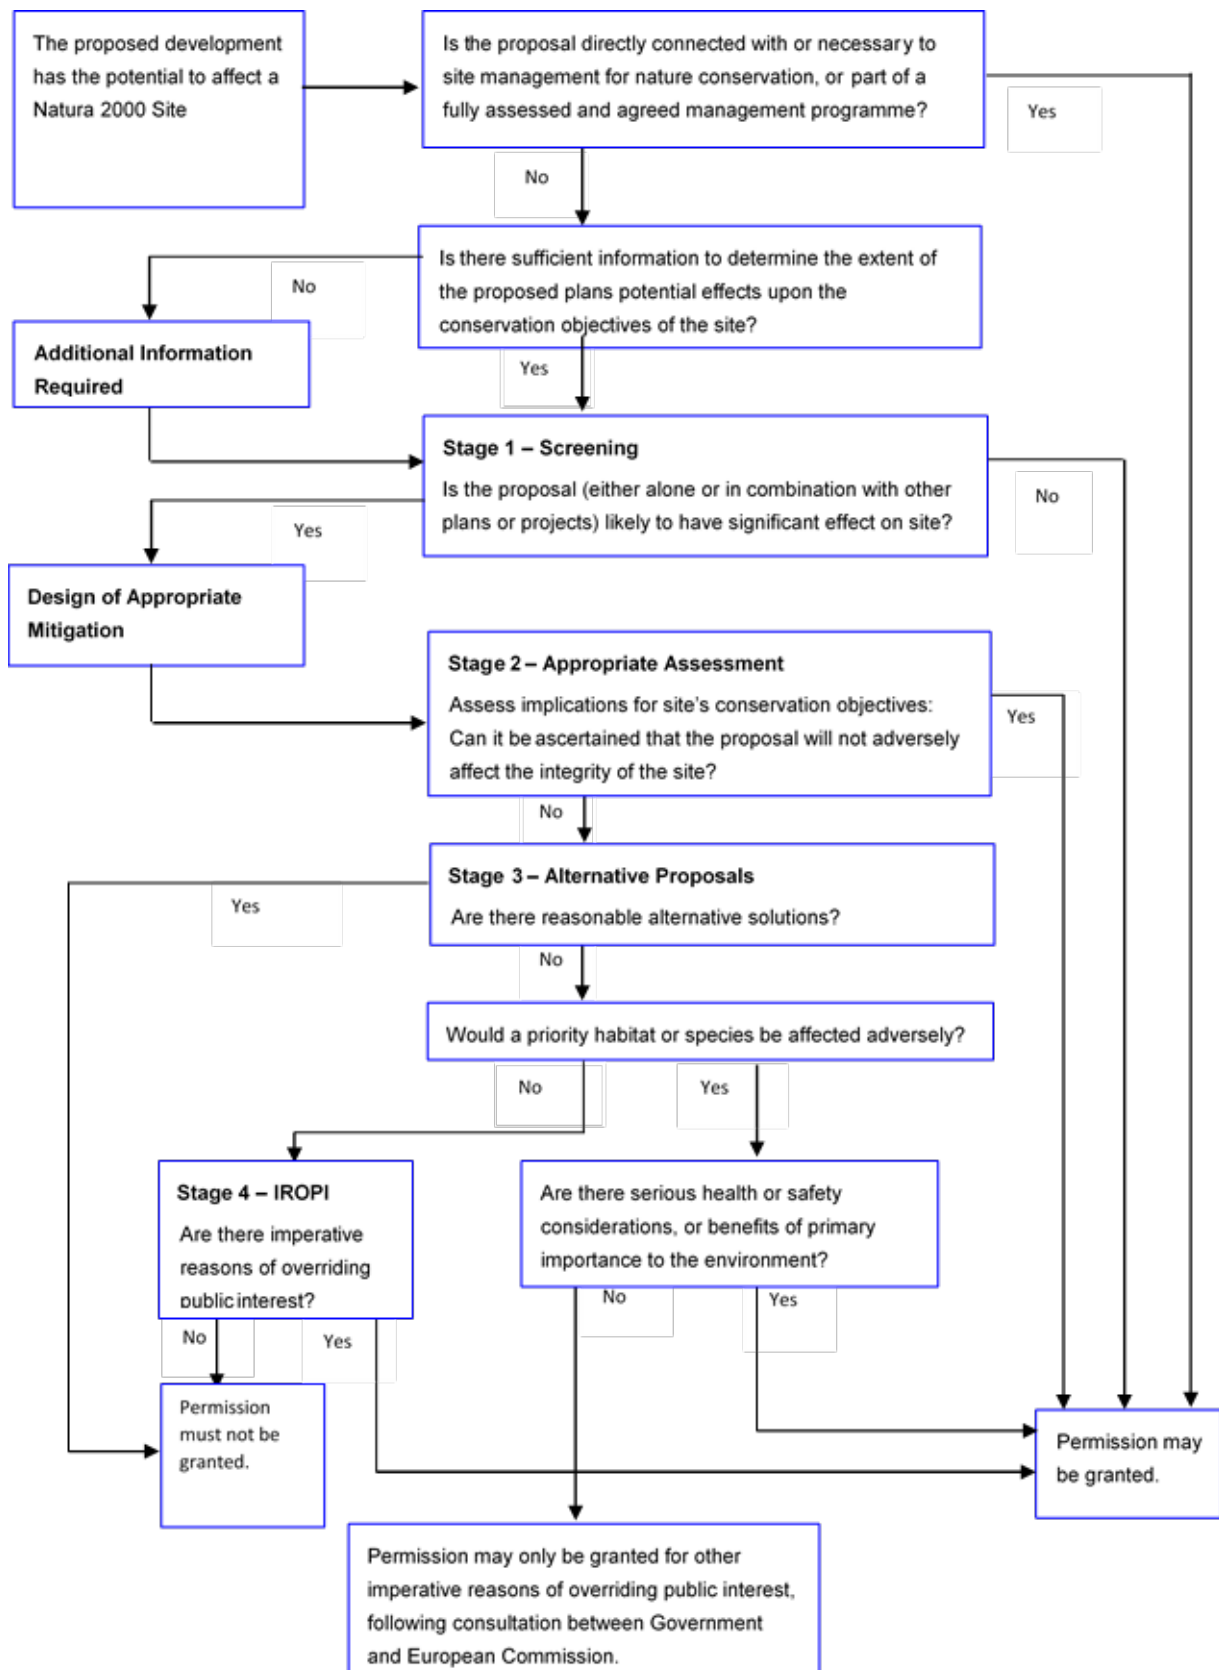 The proposed development
has the potential to affect a
Natura 2000 Site
Is the proposal directly connected with or necessary to
site management for nature conservation, or part of a
fully assessed and agreed management programme?
Yes
No
Is there sufficient information to determine the extent of
the proposed plans potential effects upon the
conservation objectives of the site?
No
Additional Information
Required
Yes
Stage 1 – Screening
Is the proposal (either alone or in combination with other
plans or projects) likely to have significant effect on site?
No
Yes
Design of Appropriate
Mitigation
Stage 2 – Appropriate Assessment
Assess implications for site's conservation objectives:
Can it be ascertained that the proposal will not adversely
affect the integrity of the site?
Yes
No
Stage 3 – Alternative Proposals
Are there reasonable alternative solutions?
Yes
No
Would a priority habitat or species be affected adversely?
No
Yes
Stage 4 – IROPI
Are there imperative
reasons of overriding
public interest?
Are there serious health or safety
considerations, or benefits of primary
importance to the environment?
No
Yes
No
Yes
Permission
must not be
granted.
Permission may
be granted.
Permission may only be granted for other
imperative reasons of overriding public interest,
following consultation between Government
and European Commission.